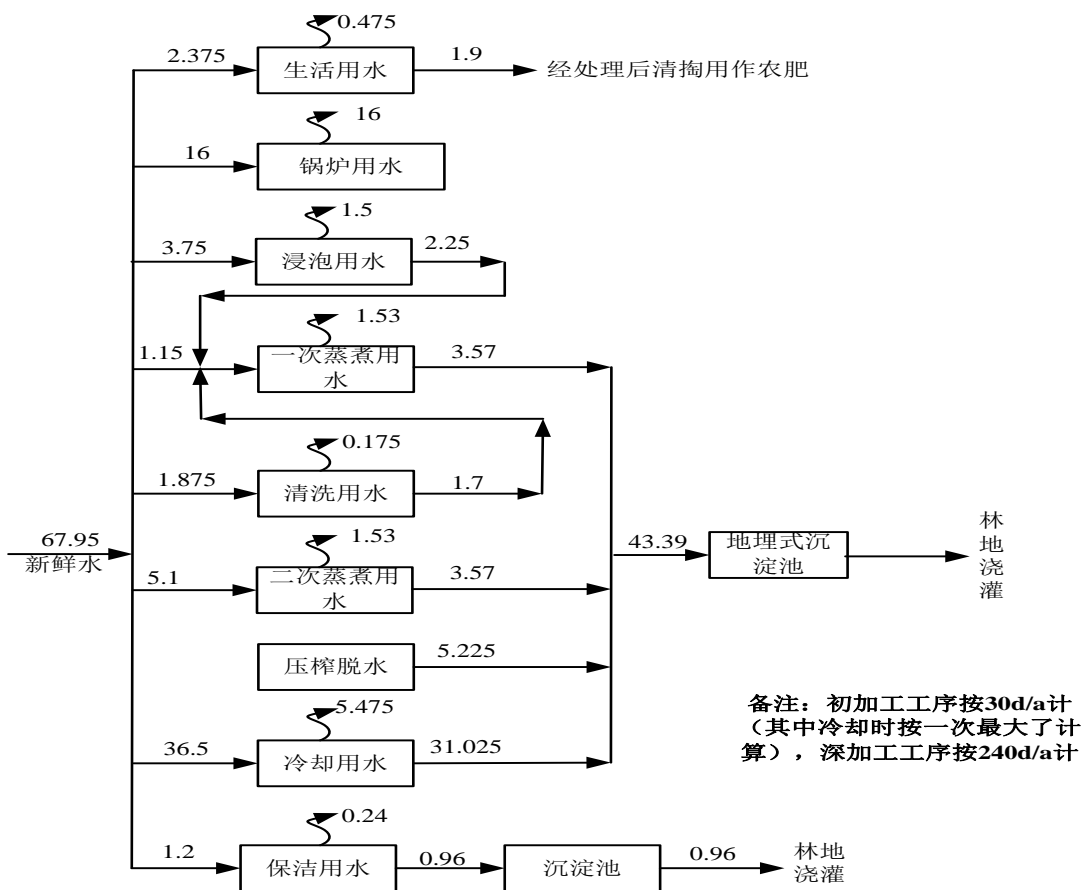 0.475
2.375
生活用水
1.9
经处理后清掏用作农肥
16
16
锅炉用水
1.5
3.75
浸泡用水
2.25
1.53
1.15
一次蒸煮用
水
3.57
0.175
1.875
清洗用水
1.7
67.95
新鲜水
1.53
5.1
二次蒸煮用
水
3.57
43.39
地埋式沉
淀池
林
地
浇
灌
压榨脱水
5.225
5.475
36.5
冷却用水
31.025
备注：初加工工序按30d/a计
（其中冷却时按一次最大了计
算），深加工工序按240d/a计
0.24
1.2
保洁用水
0.96
沉淀池
0.96
林地
浇灌